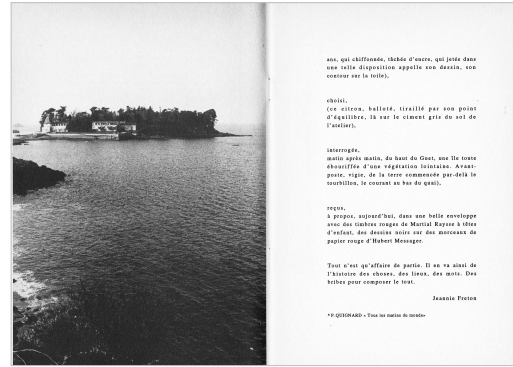 ans, qui chiffonnée, tâchée d'encre, qui jetés dans
une telle disposition appelle son dessin, son
contour sur la toile),
choisi,
(ce citron, balloté, tiraillé par son point
d'équilibre, là sur le ciment gris du sol de
l'atelier),
interrogée,
matin après matin, du haut du Guet, une île toute
ébouriffée d'une végétation lointaine. Avant-
poste, vigie, de la terre commencée par-delà le
tourbillon, le courant au bas du quai),
reçus,
à propos, aujourd'hui, dans une belle enveloppe
avec des timbres rouges de Martial Raysse à têtes
d'enfant, des dessins noirs sur des morceaux de
papier rouge d'Hubert Messager.
Tout n'est qu'affaire de partie. Il en va ainsi de
l'histoire des choses, des lieux, des mots. Des
bribes pour composer le tout.
Jeannie Freton
*P. QUIGNARD « Tous les matins du monde»